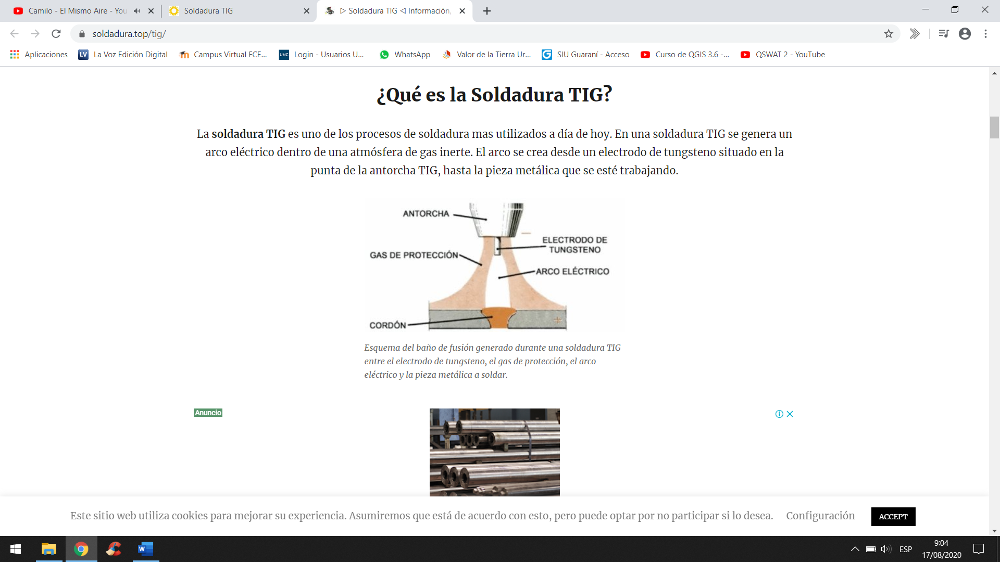 Camilo - El Mismo Aire - You
Soldadura TIG
▷ Soldadura TIG ◁ Información,
soldadura.top/tig/
Aplicaciones
La Voz Edición Digital
Campus Virtual FCE...
Login - Usuarios U...
WhatsApp
Valor de la Tierra Ur...
SIU Guaraní - Acceso
Curso de QGIS 3.6 -...
QSWAT 2 - YouTube
LV
UNC
¿Qué es la Soldadura TIG?
La soldadura TIG es uno de los procesos de soldadura mas utilizados a día de hoy. En una soldadura TIG se genera un
arco eléctrico dentro de una atmósfera de gas inerte. El arco se crea desde un electrodo de tungsteno situado en la
punta de la antorcha TIG, hasta la pieza metálica que se esté trabajando.
ANTORCHA
ELECTRODO DE
TUNGSTENO
GAS DE PROTECCIÓN
ARCO ELÉCTRICO
CORDÓN
Esquema del baño de fusión generado durante una soldadura TIG
entre el electrodo de tungsteno, el gas de protección, el arco
eléctrico y la pieza metálica a soldar.
Anuncio
Este sitio web utiliza cookies para mejorar su experiencia. Asumiremos que está de acuerdo con esto, pero puede optar por no participar si lo desea.
Configuración
ACCEPT
W
ESP
9:04
17/08/2020